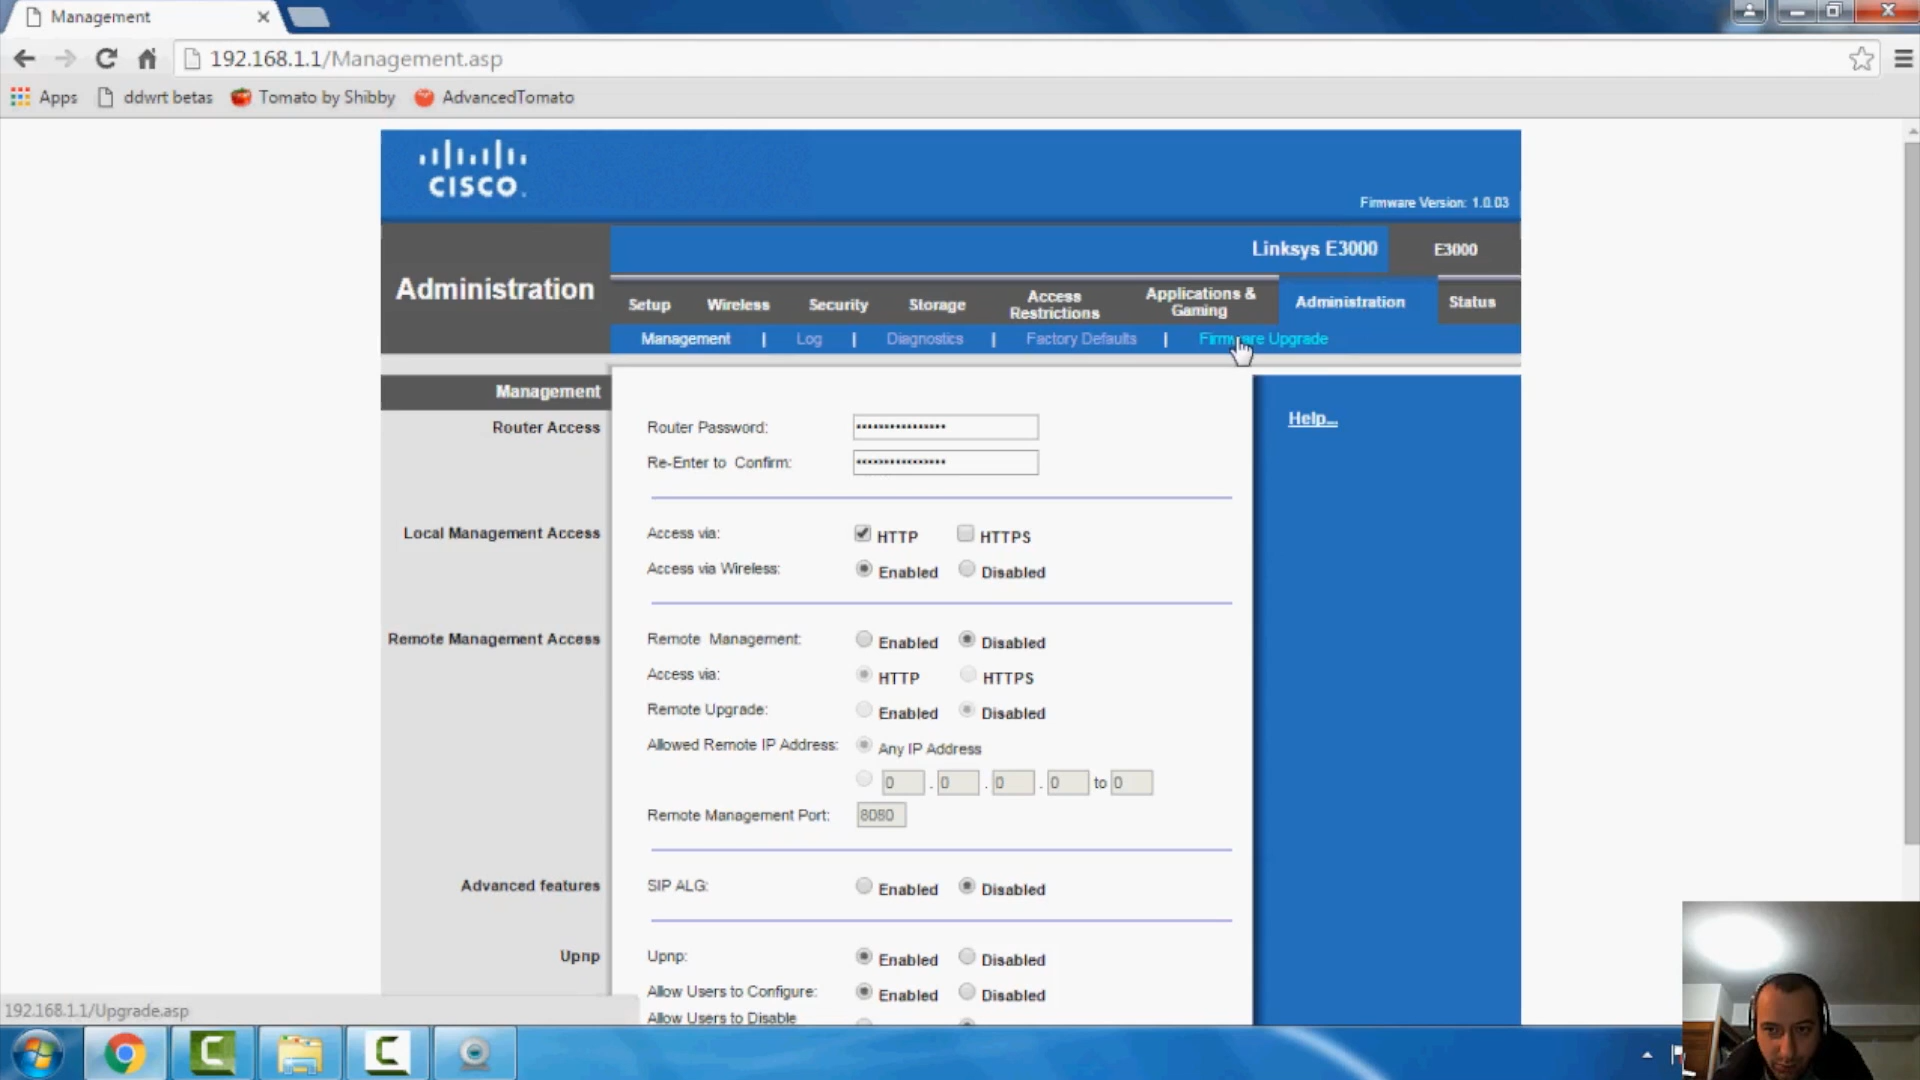 Management
192.168.1.1/Management.asp
Apps ddwrt betas Tomato by Shibby AdvancedTomato
CISCO
Firmware Version: 1.0.03
Linksys E3000 E3000
Administration
Setup Wireless Security Storage Access Restrictions Applications & Gaming Administration Status
Management | Log | Diagnostics | Factory Defaults | Firmware Upgrade
Management
Help...
Router Access Router Password: ••••••••••••••••
Re-Enter to Confirm: ••••••••••••••••
Local Management Access Access via: HTTP HTTPS
Access via Wireless: Enabled Disabled
Remote Management Access Remote Management: Enabled Disabled
Access via: HTTP HTTPS
Remote Upgrade: Enabled Disabled
Allowed Remote IP Address: Any IP Address
0 . 0 . 0 . 0 to 0
Remote Management Port: 8080
Advanced features SIP ALG: Enabled Disabled
Upnp Upnp: Enabled Disabled
Allow Users to Configure: Enabled Disabled
Allow Users to Disable
192.168.1.1/Upgrade.asp